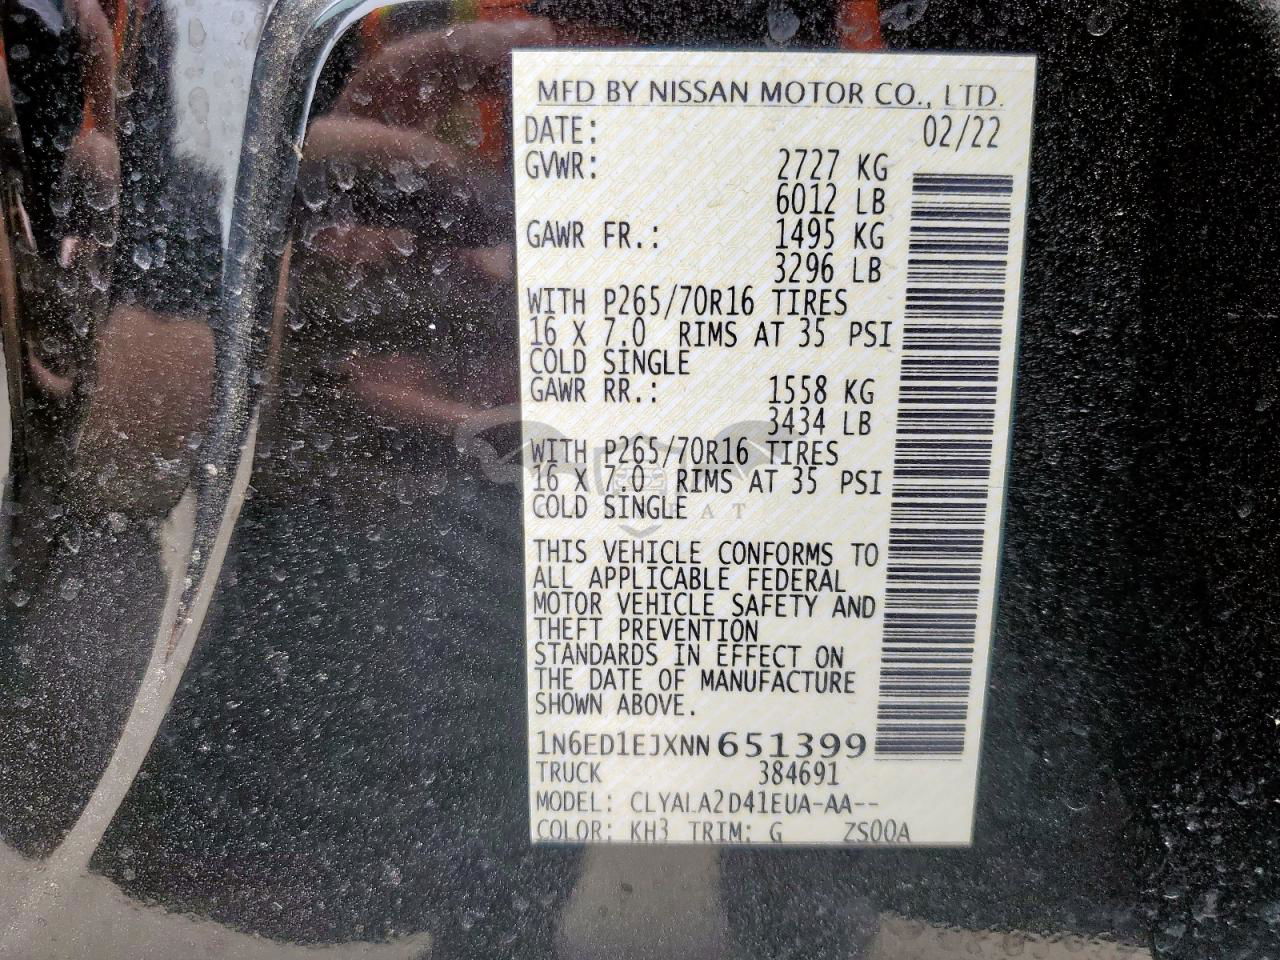 MFD BY NISSAN MOTOR CO., LTD.
DATE: 02/22
GVWR: 2727 KG
6012 LB
GAWR FR.: 1495 KG
3296 LB
WITH P265/70R16 TIRES
16 X 7.0 RIMS AT 35 PSI
COLD SINGLE
GAWR RR.: 1558 KG
3434 LB
WITH P265/70R16 TIRES
16 X 7.0 RIMS AT 35 PSI
COLD SINGLE
THIS VEHICLE CONFORMS TO
ALL APPLICABLE FEDERAL
MOTOR VEHICLE SAFETY AND
THEFT PREVENTION
STANDARDS IN EFFECT ON
THE DATE OF MANUFACTURE
SHOWN ABOVE.
1N6ED1EJXNN651399
TRUCK 384691
MODEL: CLYALA2D41EUA-AA--
COLOR: KH3 TRIM: G ZS00A